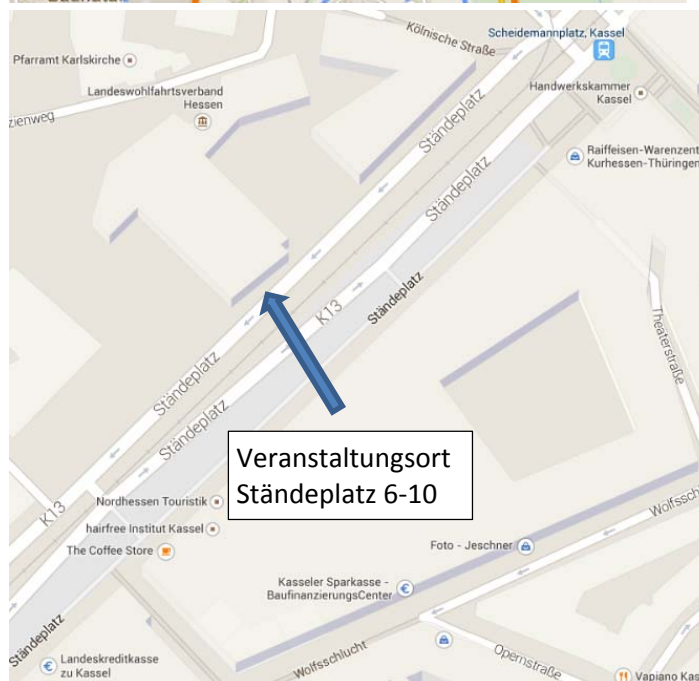 Kölnische Straße
Scheidemannplatz, Kassel
Pfarramt Karlskirche
Landeswohlfahrtsverband
Hessen
Handwerkskammer
Kassel
zienweg
Ständeplatz
Ständeplatz
Raiffeisen-Warenzent
Kurhessen-Thüringen
K13
Ständeplatz
Theaterstraße
Ständeplatz
Ständeplatz
Veranstaltungsort
Ständeplatz 6-10
K13
Nordhessen Touristik
hairfree Institut Kassel
The Coffee Store
Wolfssch
Foto - Jeschner
Kasseler Sparkasse -
BaufinanzierungsCenter
Ständeplatz
Landeskreditkasse
zu Kassel
Wolfsschlucht
Opernstraße
Vapiano Kas